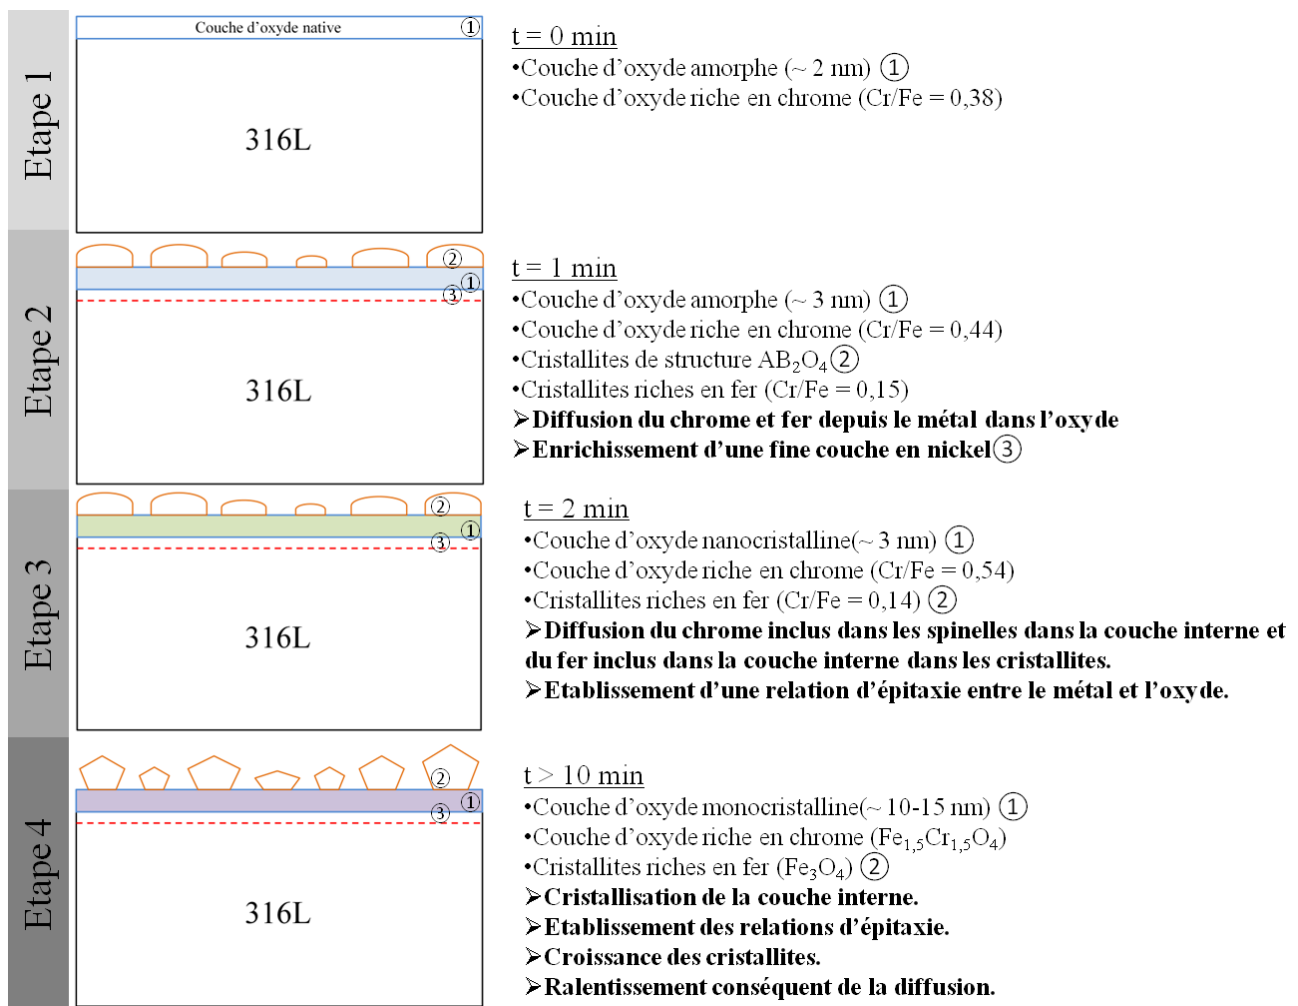 Etape 1
Couche d'oxyde native ①
316L
t = 0 min
•Couche d'oxyde amorphe (~ 2 nm) ①
•Couche d'oxyde riche en chrome (Cr/Fe = 0,38)
Etape 2
②
①
③
316L
t = 1 min
•Couche d'oxyde amorphe (~ 3 nm) ①
•Couche d'oxyde riche en chrome (Cr/Fe = 0,44)
•Cristallites de structure AB₂O₄ ②
•Cristallites riches en fer (Cr/Fe = 0,15)
➢Diffusion du chrome et fer depuis le métal dans l'oxyde
➢Enrichissement d'une fine couche en nickel ③
Etape 3
②
①
③
316L
t = 2 min
•Couche d'oxyde nanocristalline(~ 3 nm) ①
•Couche d'oxyde riche en chrome (Cr/Fe = 0,54)
•Cristallites riches en fer (Cr/Fe = 0,14) ②
➢Diffusion du chrome inclus dans les spinelles dans la couche interne et
du fer inclus dans la couche interne dans les cristallites.
➢Etablissement d'une relation d'épitaxie entre le métal et l'oxyde.
Etape 4
②
①
③
316L
t > 10 min
•Couche d'oxyde monocristalline(~ 10-15 nm) ①
•Couche d'oxyde riche en chrome (Fe₁,₅Cr₁,₅O₄)
•Cristallites riches en fer (Fe₃O₄) ②
➢Cristallisation de la couche interne.
➢Etablissement des relations d'épitaxie.
➢Croissance des cristallites.
➢Ralentissement conséquent de la diffusion.